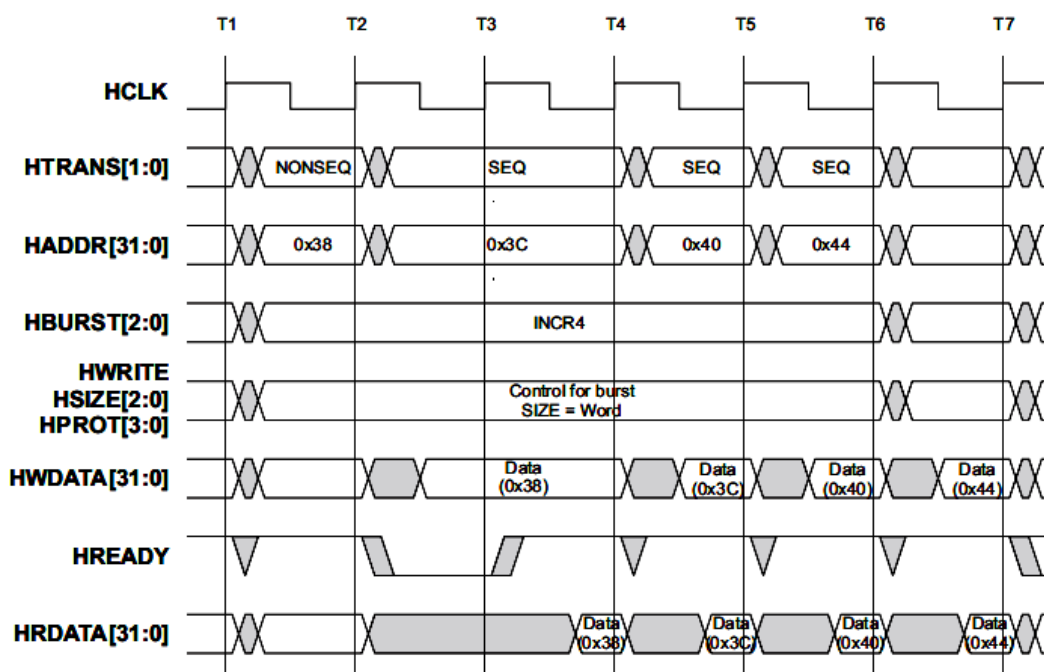 T1 T2 T3 T4 T5 T6 T7
HCLK
HTRANS[1:0] NONSEQ SEQ SEQ SEQ
HADDR[31:0] 0x38 0x3C 0x40 0x44
HBURST[2:0] INCR4
HWRITE
HSIZE[2:0]
HPROT[3:0]
Control for burst
SIZE = Word
HWDATA[31:0]
Data
(0x38)
Data
(0x3C)
Data
(0x40)
Data
(0x44)
HREADY
HRDATA[31:0]
Data
(0x38)
Data
(0x3C)
Data
(0x40)
Data
(0x44)